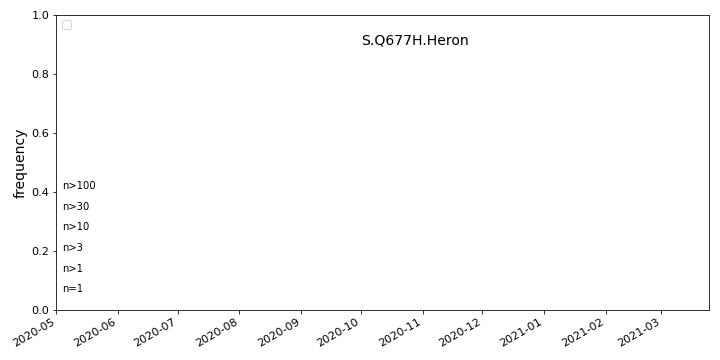 S.Q677H.Heron
frequency
1.0
0.8
0.6
0.4
0.2
0.0
n>100
n>30
n>10
n>3
n>1
n=1
2020-05
2020-06
2020-07
2020-08
2020-09
2020-10
2020-11
2020-12
2021-01
2021-02
2021-03